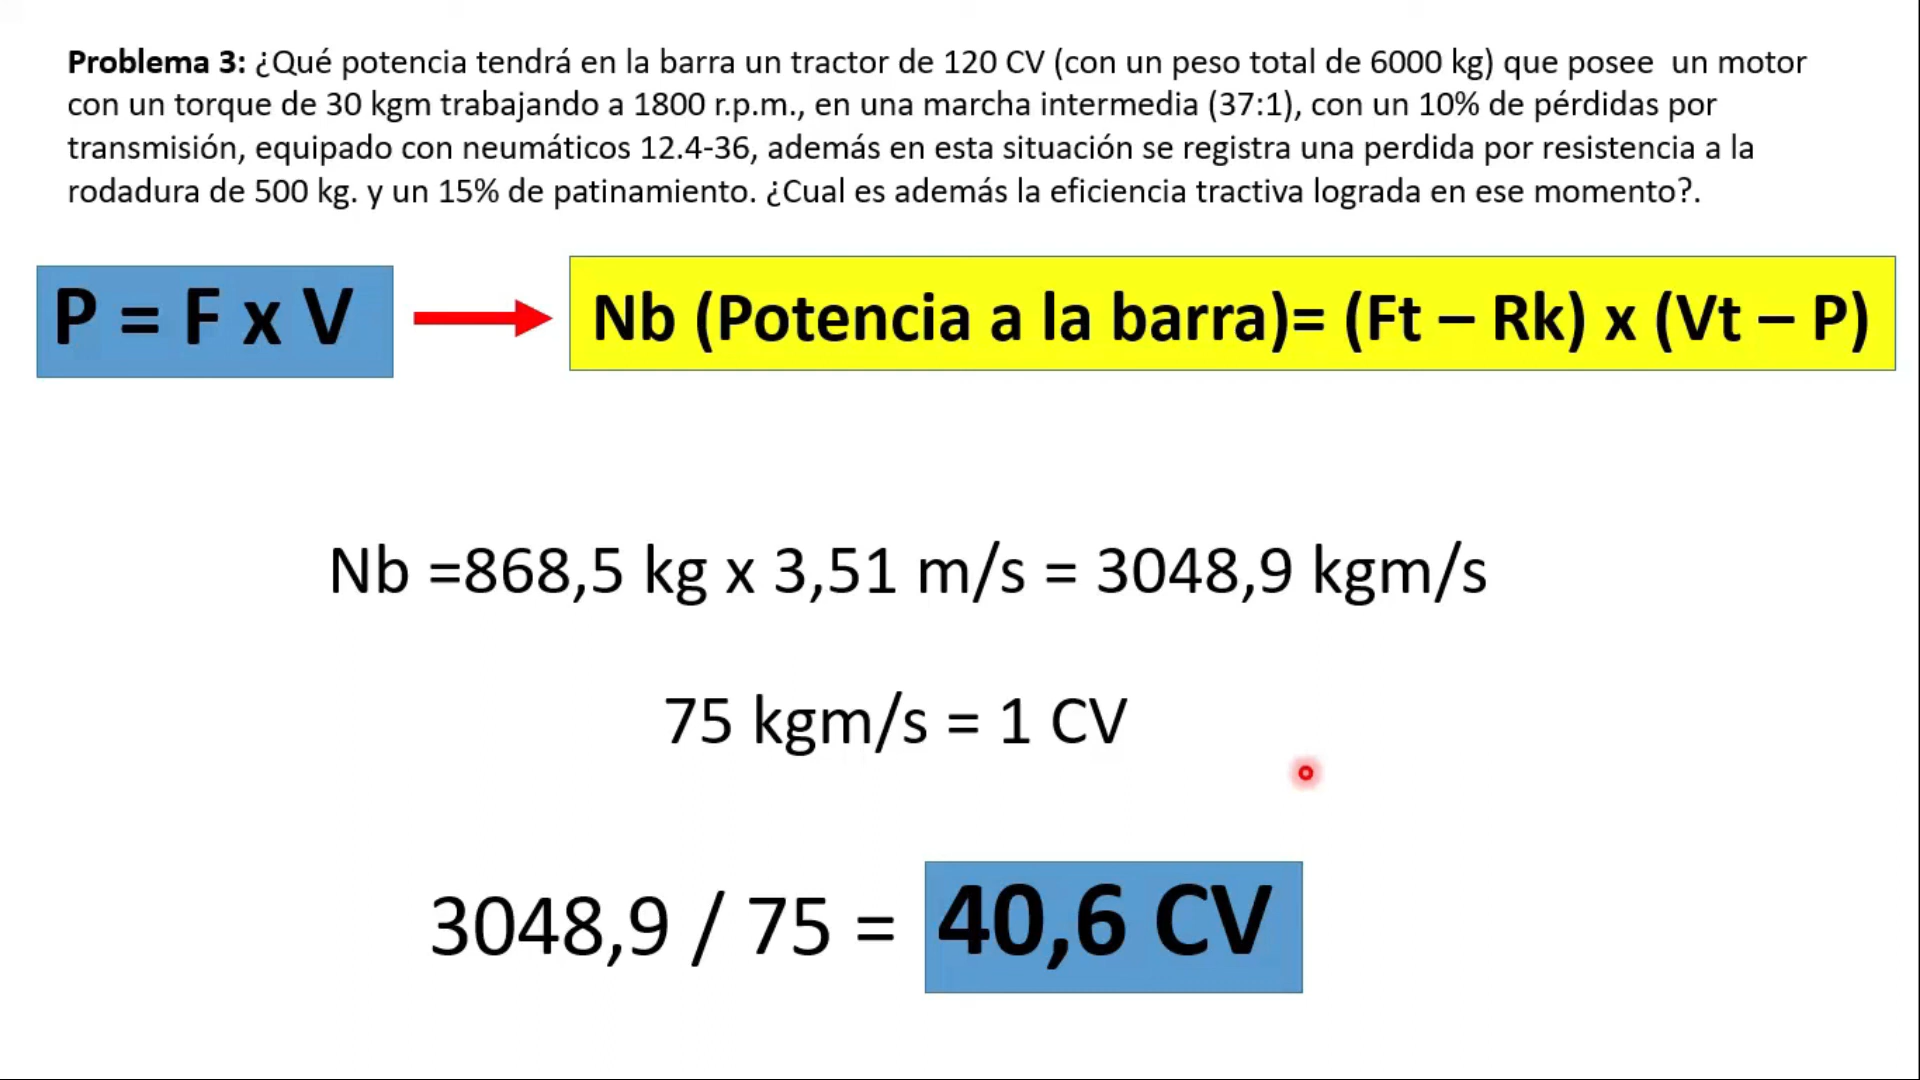 Problema 3: ¿Qué potencia tendrá en la barra un tractor de 120 CV (con un peso total de 6000 kg) que posee un motor
con un torque de 30 kgm trabajando a 1800 r.p.m., en una marcha intermedia (37:1), con un 10% de pérdidas por
transmisión, equipado con neumáticos 12.4-36, además en esta situación se registra una perdida por resistencia a la
rodadura de 500 kg. y un 15% de patinamiento. ¿Cual es además la eficiencia tractiva lograda en ese momento?.
P = F x V
Nb (Potencia a la barra)= (Ft – Rk) x (Vt – P)
Nb =868,5 kg x 3,51 m/s = 3048,9 kgm/s
75 kgm/s = 1 CV
3048,9 / 75 = 40,6 CV